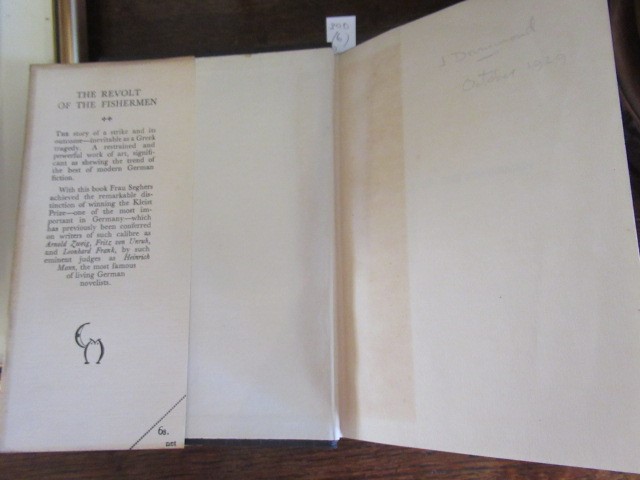 THE REVOLT
OF THE FISHERMEN
THE story of a strike and its
outcome—inevitable as a Greek
tragedy. A restrained and
powerful work of art, signifi-
cant as shewing the trend of
the best of modern German
fiction.
With this book Frau Seghers
achieved the remarkable dis-
tinction of winning the Kleist
Prize—one of the most im-
portant in Germany—which
has previously been conferred
on writers of such calibre as
Arnold Zweig, Fritz von Unruh,
and Leonhard Frank, by such
eminent judges as Heinrich
Mann, the most famous
of living German
novelists.
6s.
net
October 1929